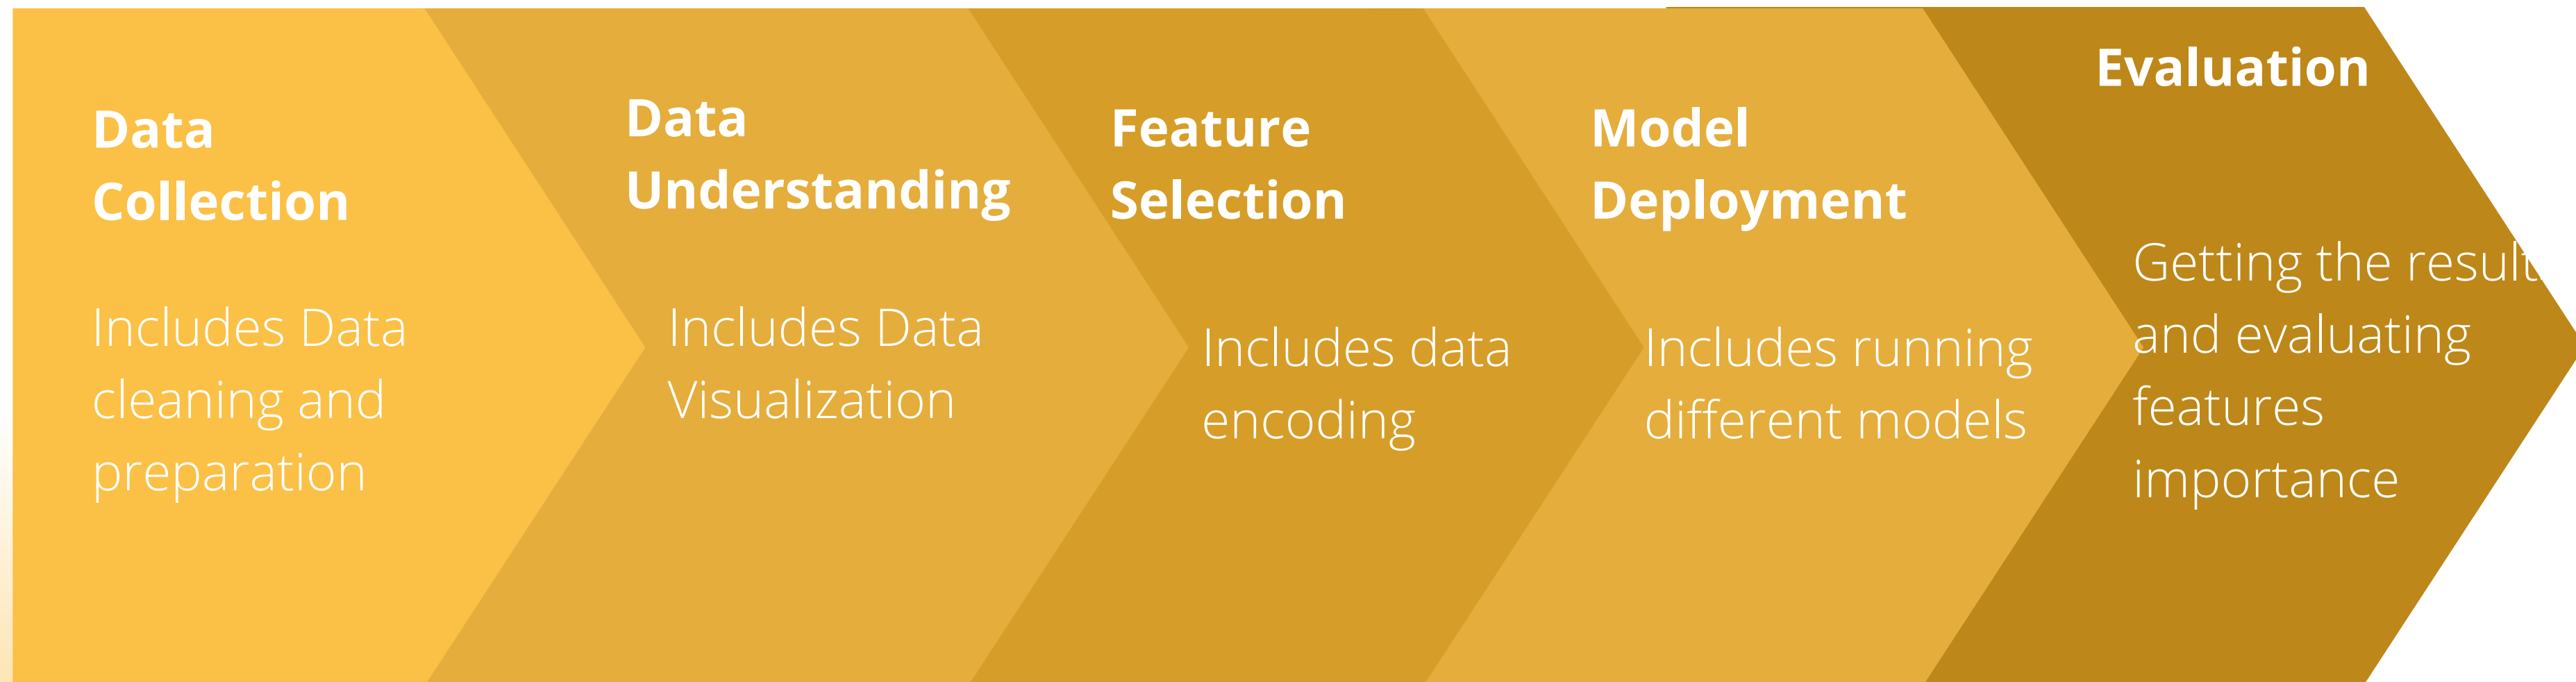 Data
Collection
Includes Data
cleaning and
preparation
Data
Understanding
Includes Data
Visualization
Feature
Selection
Includes data
encoding
Model
Deployment
Includes running
different models
Evaluation
Getting the result
and evaluating
features
importance